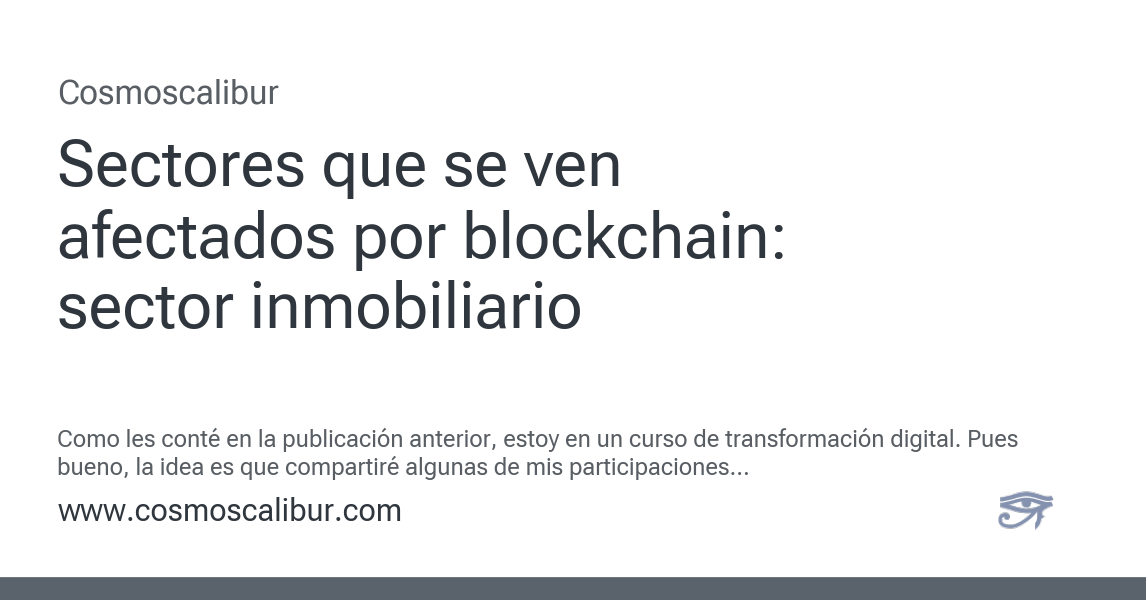 Cosmoscalibur
Sectores que se ven
afectados por blockchain:
sector inmobiliario
Como les conté en la publicación anterior, estoy en un curso de transformación digital. Pues
bueno, la idea es que compartiré algunas de mis participaciones...
www.cosmoscalibur.com